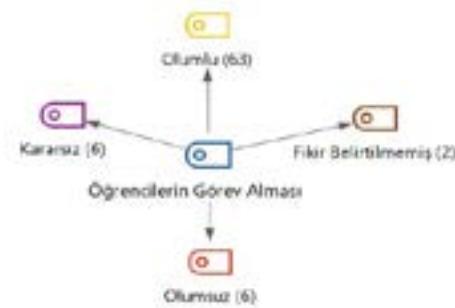 Olumlu (63)
Kararsız (6)
Fikir Belirtilmemiş (2)
Öğrencilerin Görev Alması
Olumsuz (6)